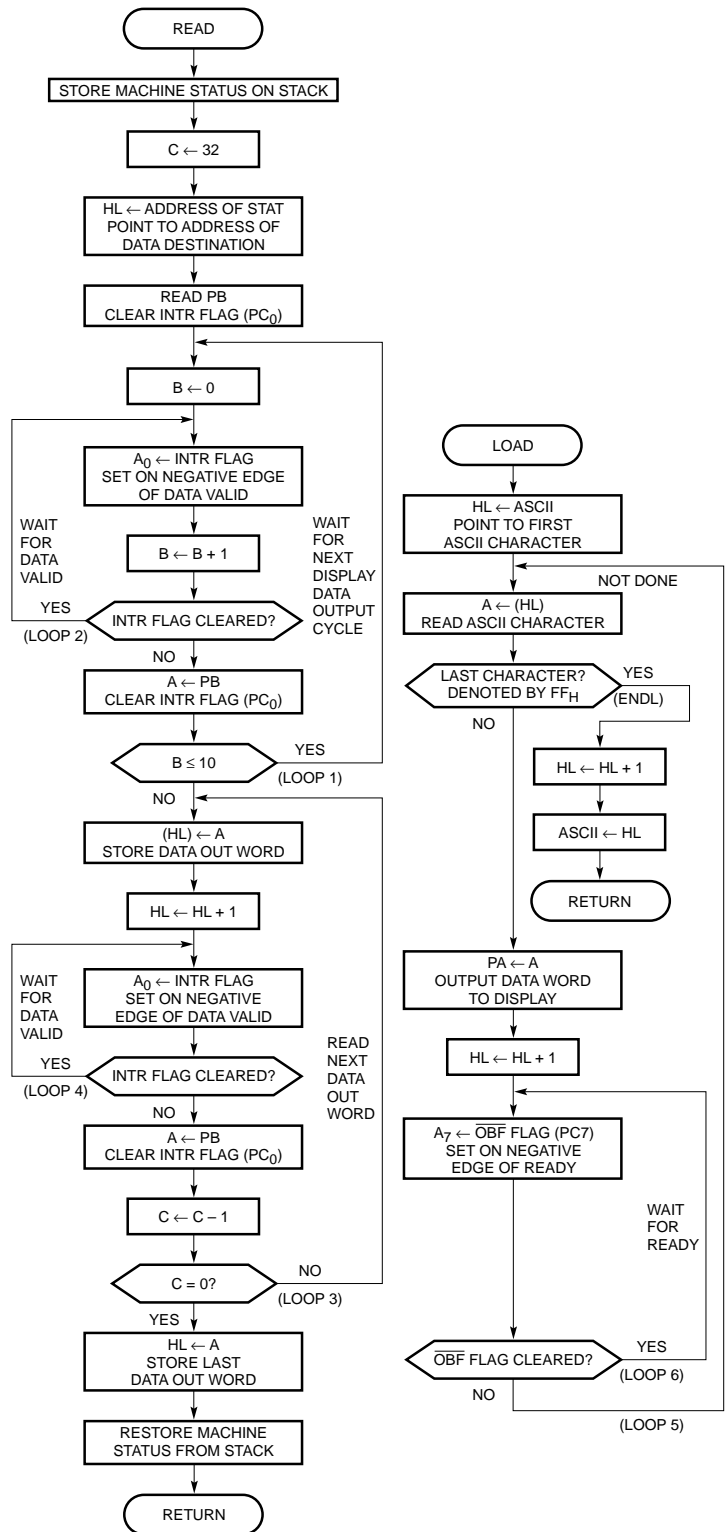 READ
STORE MACHINE STATUS ON STACK
C ← 32
HL ← ADDRESS OF STAT
POINT TO ADDRESS OF
DATA DESTINATION
READ PB
CLEAR INTR FLAG (PC0)
B ← 0
A0 ← INTR FLAG
SET ON NEGATIVE EDGE
OF DATA VALID
WAIT
FOR
DATA
VALID
B ← B + 1
WAIT
FOR
NEXT
DISPLAY
DATA
OUTPUT
CYCLE
YES
(LOOP 2)
INTR FLAG CLEARED?
NO
A ← PB
CLEAR INTR FLAG (PC0)
B ≤ 10
YES
(LOOP 1)
NO
(HL) ← A
STORE DATA OUT WORD
HL ← HL + 1
WAIT
FOR
DATA
VALID
A0 ← INTR FLAG
SET ON NEGATIVE
EDGE OF DATA VALID
YES
(LOOP 4)
INTR FLAG CLEARED?
READ
NEXT
DATA
OUT
WORD
NO
A ← PB
CLEAR INTR FLAG (PC0)
C ← C – 1
C = 0?
NO
(LOOP 3)
YES
HL ← A
STORE LAST
DATA OUT WORD
RESTORE MACHINE
STATUS FROM STACK
RETURN
LOAD
HL ← ASCII
POINT TO FIRST
ASCII CHARACTER
NOT DONE
A ← (HL)
READ ASCII CHARACTER
LAST CHARACTER?
DENOTED BY FFH
YES
(ENDL)
NO
HL ← HL + 1
ASCII ← HL
RETURN
PA ← A
OUTPUT DATA WORD
TO DISPLAY
HL ← HL + 1
A7 ← O̅B̅F̅ FLAG (PC7)
SET ON NEGATIVE
EDGE OF READY
WAIT
FOR
READY
O̅B̅F̅ FLAG CLEARED?
YES
(LOOP 6)
NO
(LOOP 5)